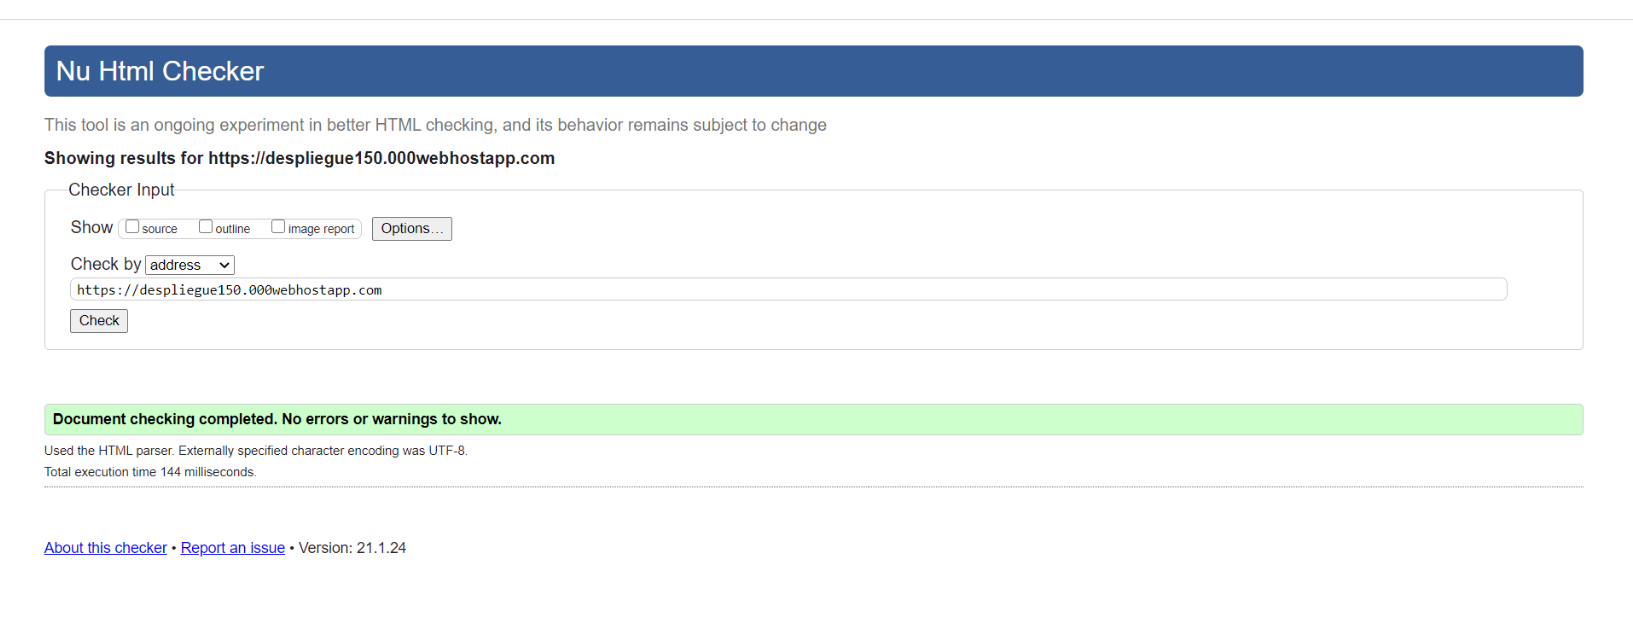 Nu Html Checker
This tool is an ongoing experiment in better HTML checking, and its behavior remains subject to change
Showing results for https://despliegue150.000webhostapp.com
Checker Input
Show source outline image report Options...
Check by address
https://despliegue150.000webhostapp.com
Check
Document checking completed. No errors or warnings to show.
Used the HTML parser. Externally specified character encoding was UTF-8.
Total execution time 144 milliseconds.
About this checker • Report an issue • Version: 21.1.24